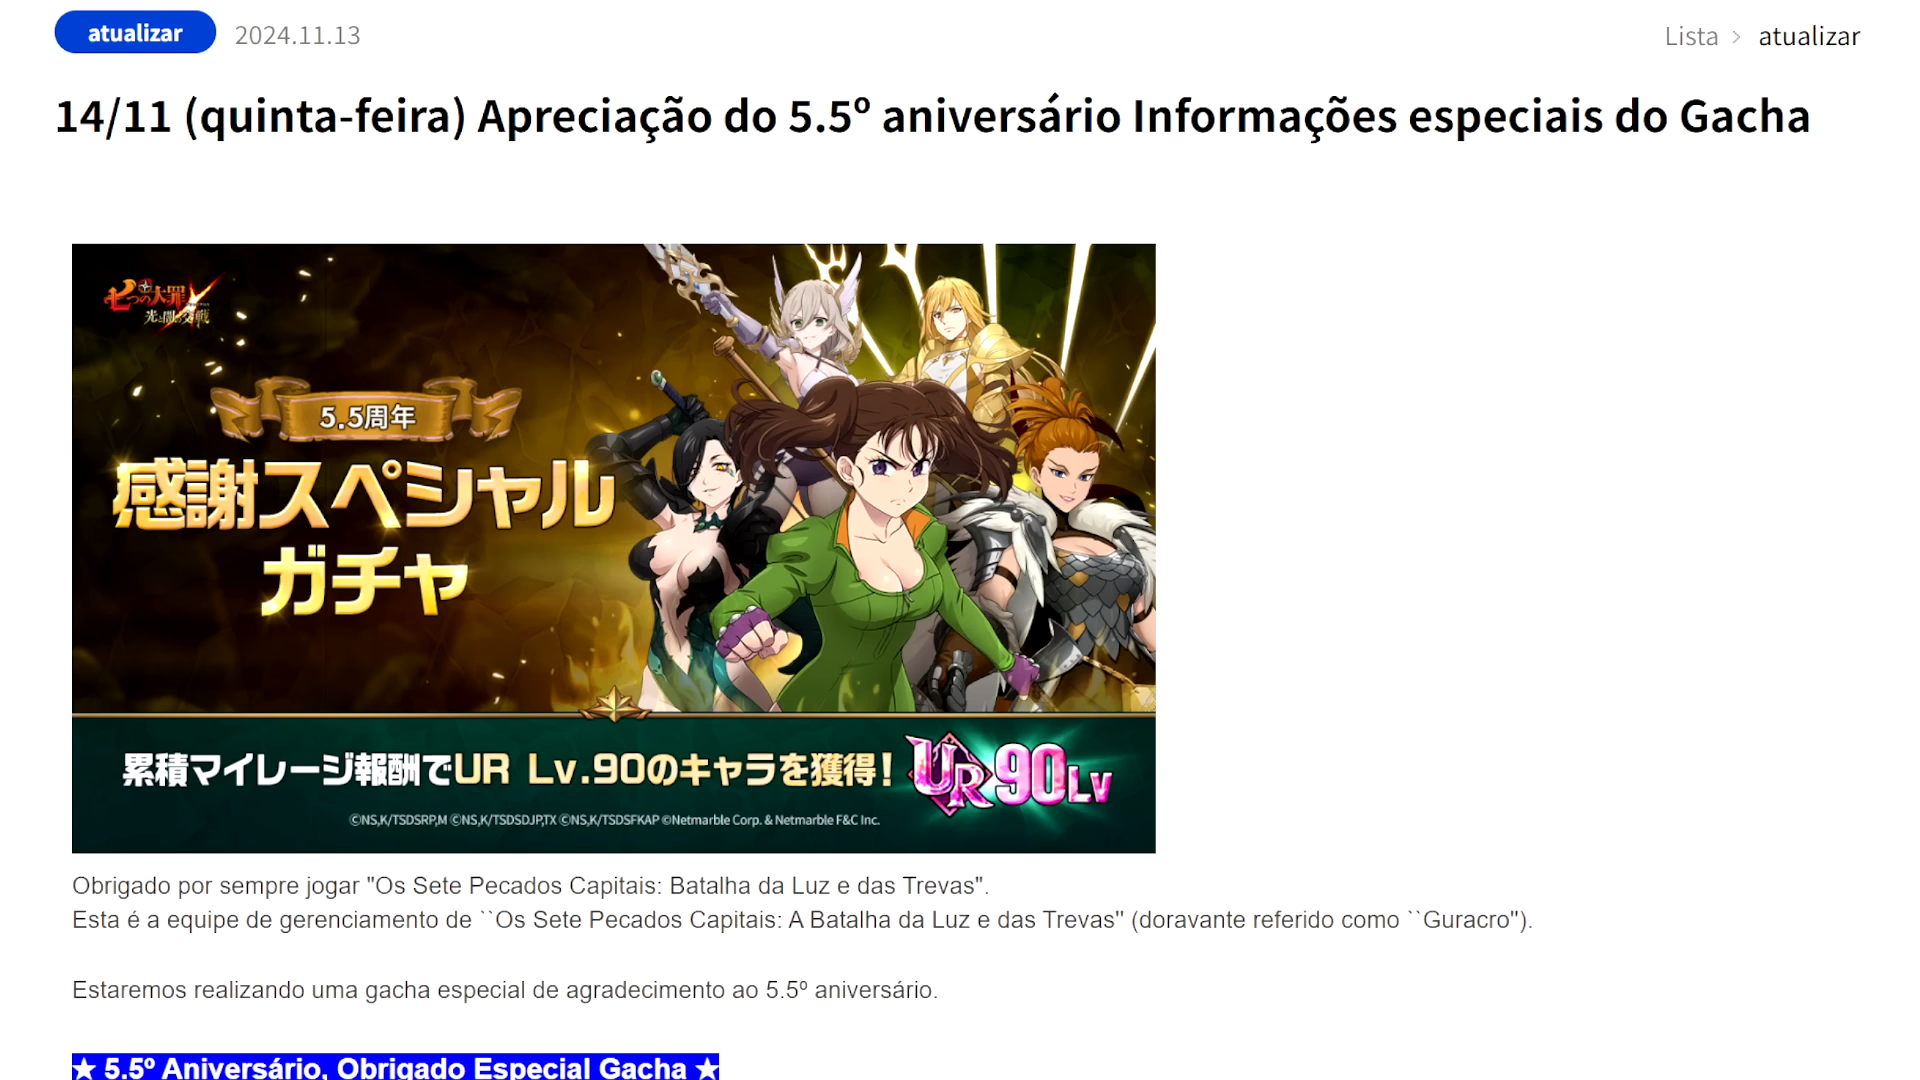 atualizar 2024.11.13 Lista > atualizar
14/11 (quinta-feira) Apreciação do 5.5º aniversário Informações especiais do Gacha
七つの大罪
光と闇の交戦
5.5周年
感謝スペシャル
ガチャ
累積マイレージ報酬でUR Lv.90のキャラを獲得! UR90Lv
©NS,K/TSDSRP,M ©NS,K/TSDSDJP,TX ©NS,K/TSDSFKAP ©Netmarble Corp. & Netmarble F&C Inc.
Obrigado por sempre jogar "Os Sete Pecados Capitais: Batalha da Luz e das Trevas".
Esta é a equipe de gerenciamento de ``Os Sete Pecados Capitais: A Batalha da Luz e das Trevas" (doravante referido como ``Guracro").
Estaremos realizando uma gacha especial de agradecimento ao 5.5º aniversário.
★ 5.5º Aniversário, Obrigado Especial Gacha ★